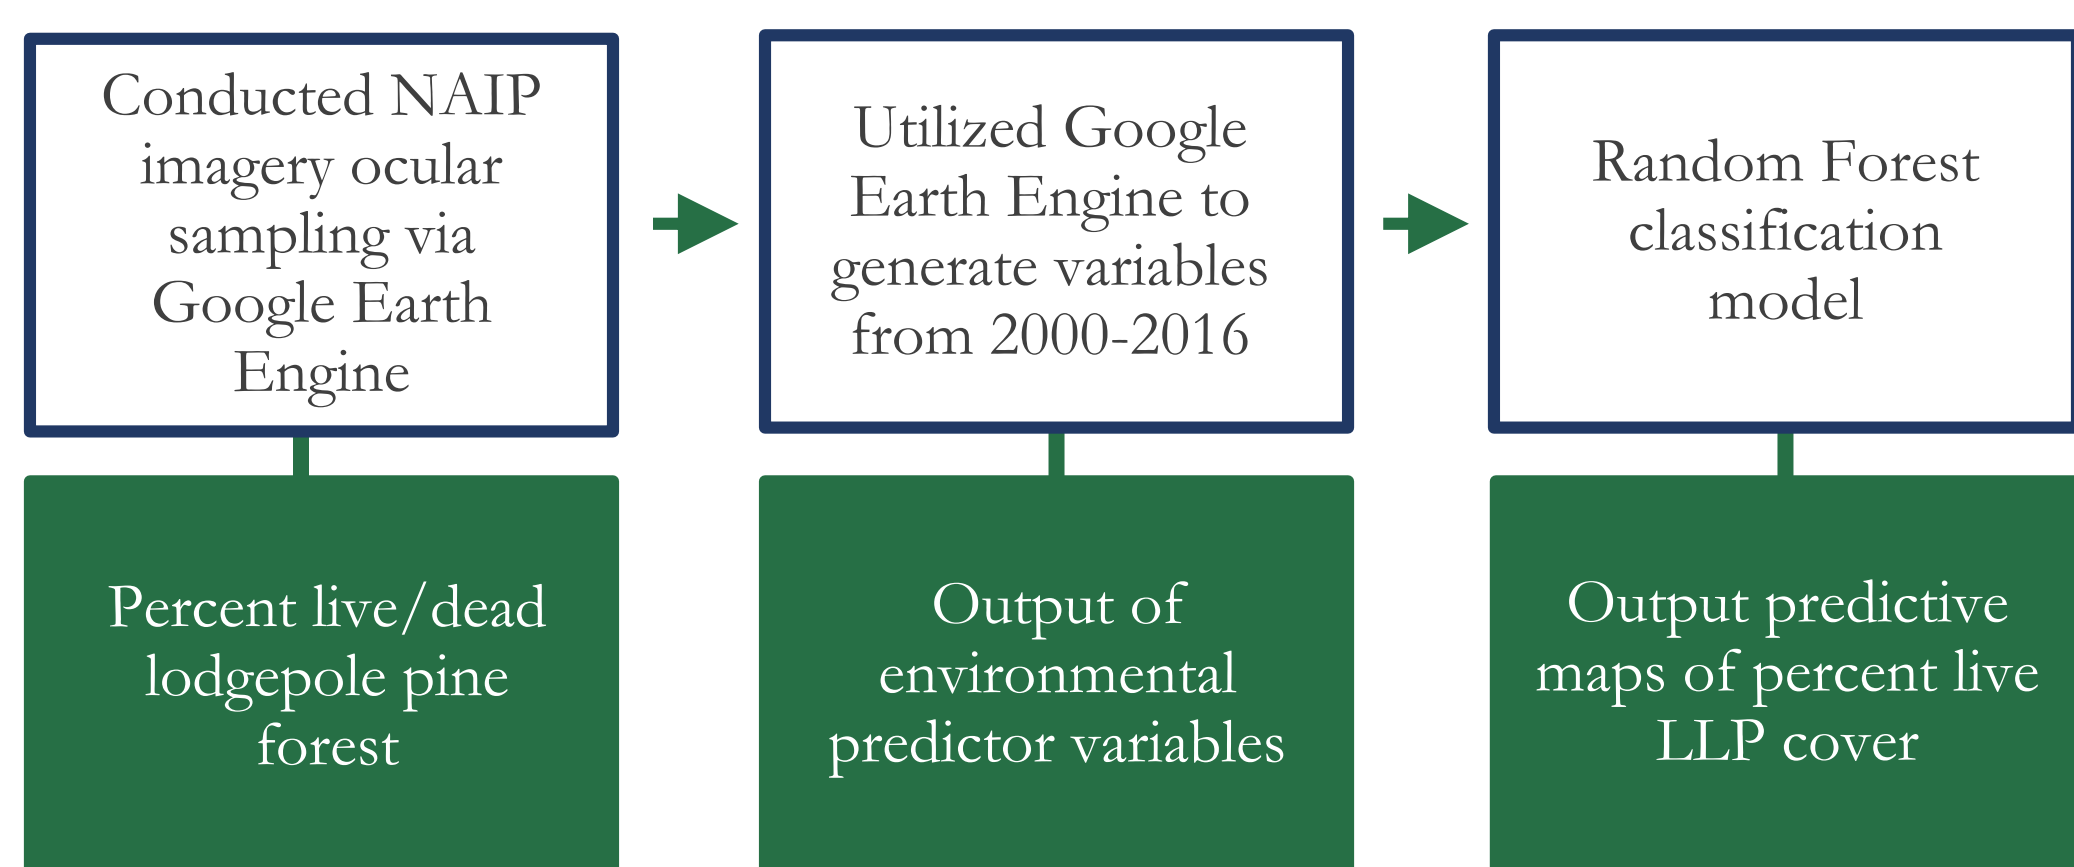 Conducted NAIP
imagery ocular
sampling via
Google Earth
Engine
Utilized Google
Earth Engine to
generate variables
from 2000-2016
Random Forest
classification
model
Percent live/dead
lodgepole pine
forest
Output of
environmental
predictor variables
Output predictive
maps of percent live
LLP cover